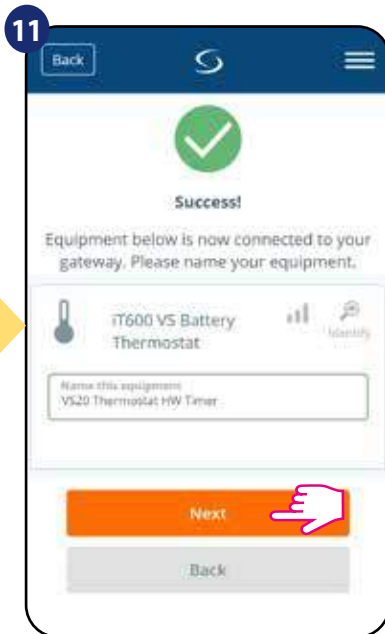 11
Back
Success!
Equipment below is now connected to your
gateway. Please name your equipment.
iT600 VS Battery
Thermostat
Identify
Name this equipment
VS20 Thermostat HW Timer
Next
Back